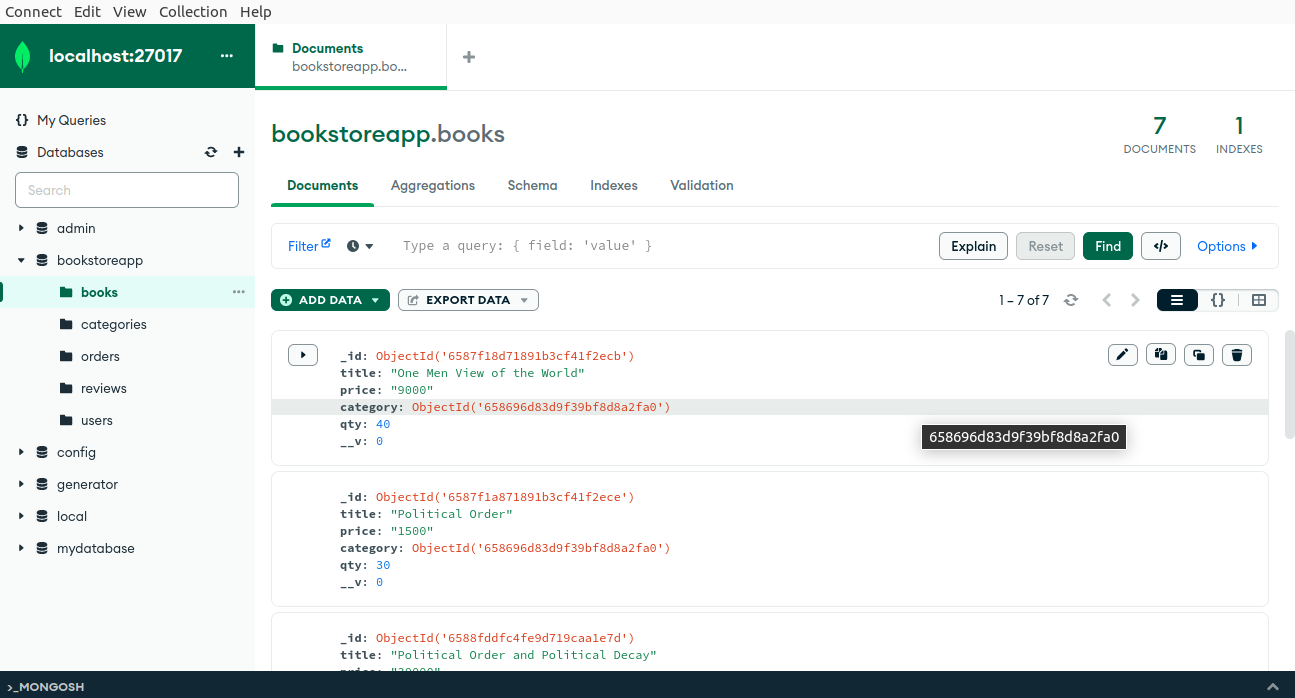 Connect Edit View Collection Help
localhost:27017 ...
Documents
bookstoreapp.bo...
My Queries
Databases
Search
admin
bookstoreapp
books ...
categories
orders
reviews
users
config
generator
local
mydatabase
bookstoreapp.books
7 1
DOCUMENTS INDEXES
Documents Aggregations Schema Indexes Validation
Filter Type a query: { field: 'value' } Explain Reset Find </> Options
ADD DATA EXPORT DATA 1 – 7 of 7 {}
_id: ObjectId('6587f18d71891b3cf41f2ecb')
title: "One Men View of the World"
price: "9000"
category: ObjectId('658696d83d9f39bf8d8a2fa0')
qty: 40
658696d83d9f39bf8d8a2fa0
__v: 0
_id: ObjectId('6587f1a871891b3cf41f2ece')
title: "Political Order"
price: "1500"
category: ObjectId('658696d83d9f39bf8d8a2fa0')
qty: 30
__v: 0
_id: ObjectId('6588fddfc4fe9d719caa1e7d')
title: "Political Order and Political Decay"
>_MONGOSH